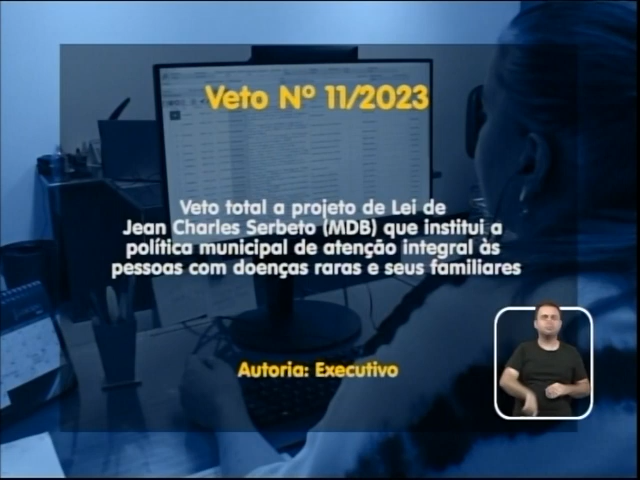 Veto Nº 11/2023
Veto total a projeto de Lei de
Jean Charles Serbeto (MDB) que institui a
política municipal de atenção integral às
pessoas com doenças raras e seus familiares
Autoria: Executivo